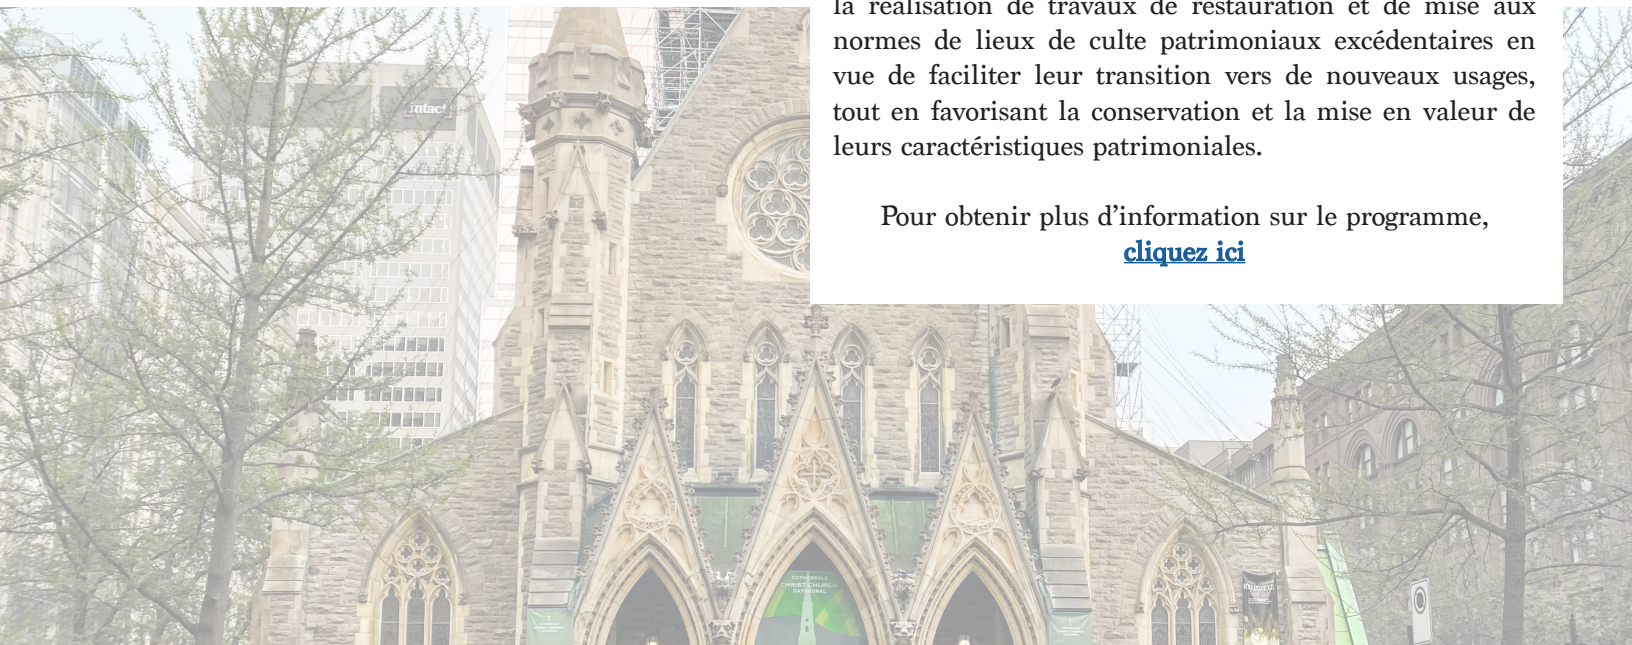 la réalisation de travaux de restauration et de mise aux
normes de lieux de culte patrimoniaux excédentaires en
vue de faciliter leur transition vers de nouveaux usages,
tout en favorisant la conservation et la mise en valeur de
leurs caractéristiques patrimoniales.
Pour obtenir plus d’information sur le programme,
cliquez ici
intact
CATHÉDRALE
CHRIST CHURCH
CATHEDRAL